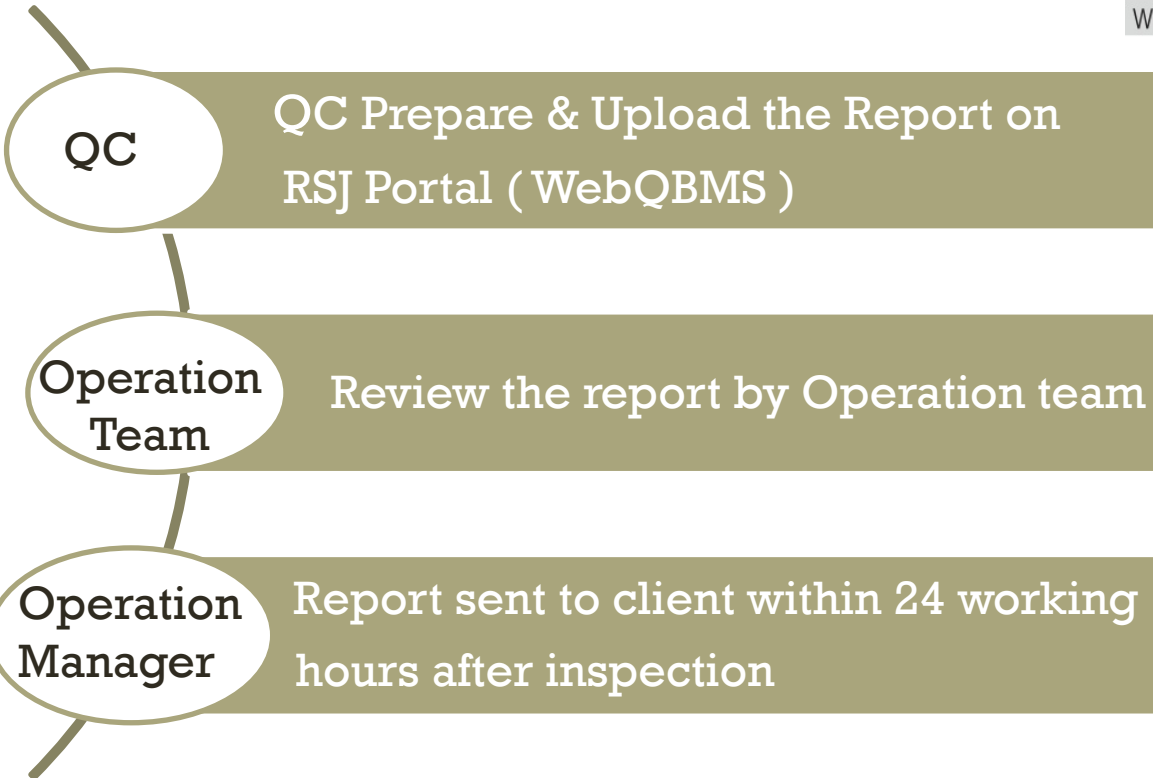 W
QC
QC Prepare & Upload the Report on
RSJ Portal ( WebQBMS )
Operation
Team
Review the report by Operation team
Operation
Manager
Report sent to client within 24 working
hours after inspection